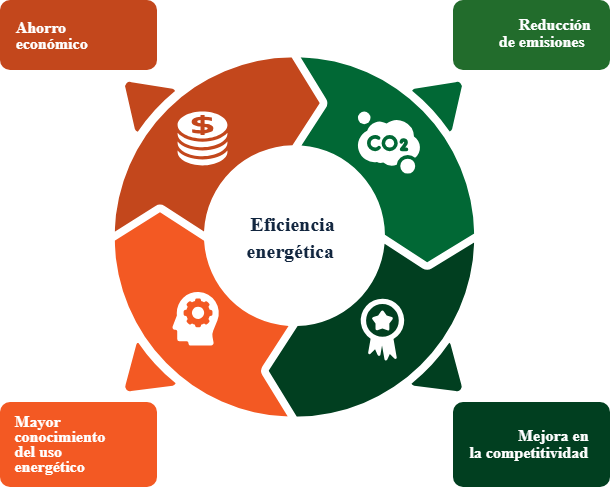 Ahorro
económico
Reducción
de emisiones
$
CO2
Eficiencia
energética
Mayor
conocimiento
del uso
energético
Mejora en
la competitividad